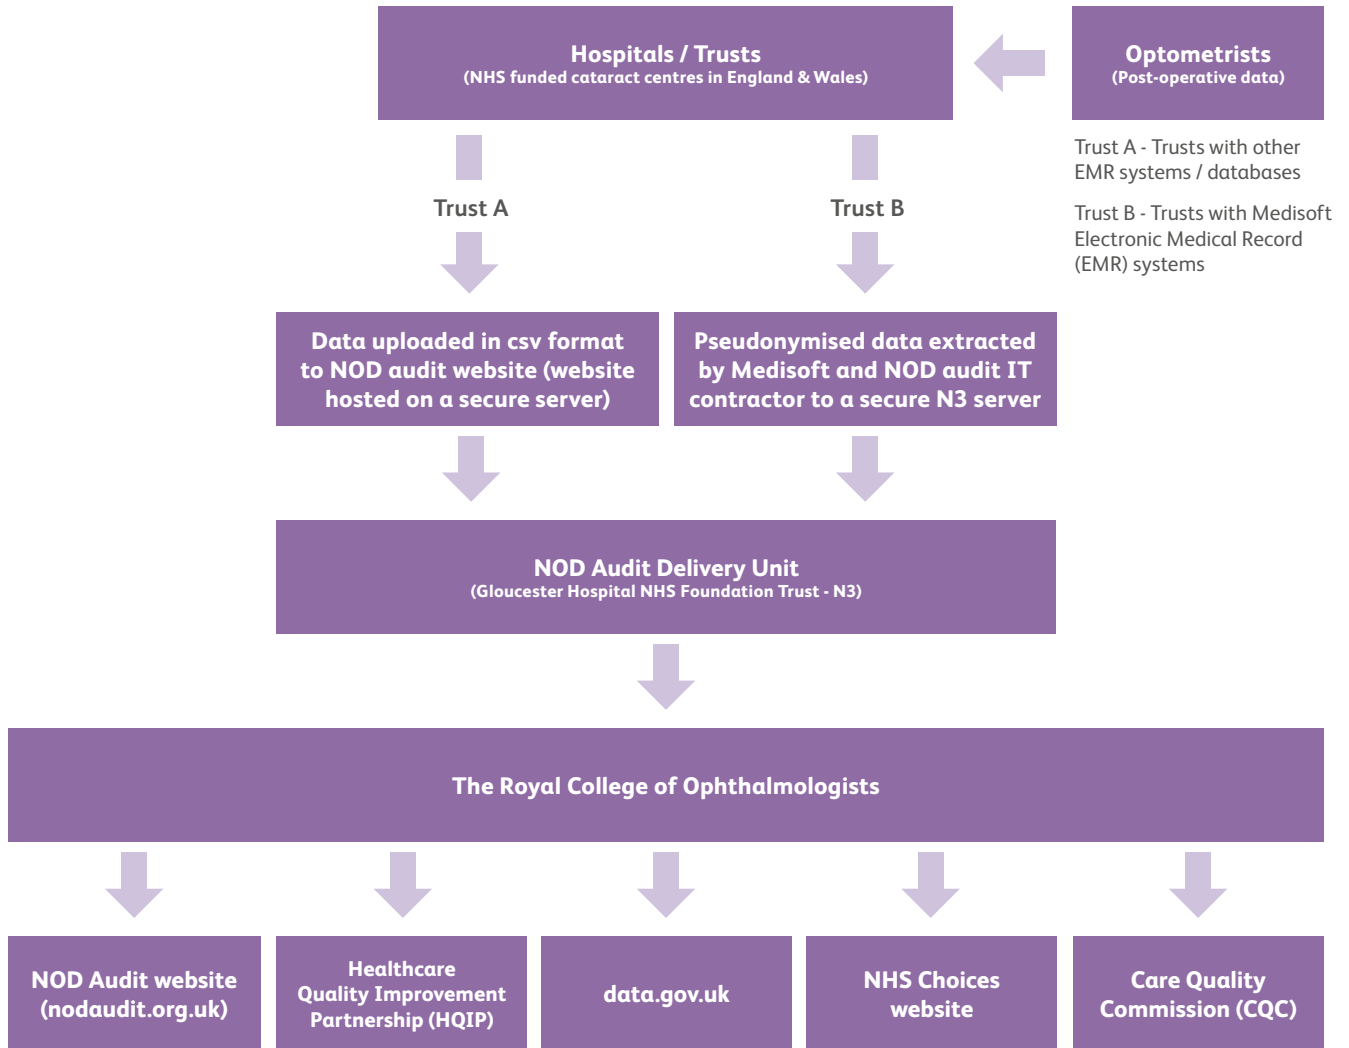 Hospitals / Trusts
(NHS funded cataract centres in England & Wales)
Optometrists
(Post-operative data)
Trust A - Trusts with other
EMR systems / databases
Trust B - Trusts with Medisoft
Electronic Medical Record
(EMR) systems
Trust A
Trust B
Data uploaded in csv format
to NOD audit website (website
hosted on a secure server)
Pseudonymised data extracted
by Medisoft and NOD audit IT
contractor to a secure N3 server
NOD Audit Delivery Unit
(Gloucester Hospital NHS Foundation Trust - N3)
The Royal College of Ophthalmologists
NOD Audit website
(nodaudit.org.uk)
Healthcare
Quality Improvement
Partnership (HQIP)
data.gov.uk
NHS Choices
website
Care Quality
Commission (CQC)